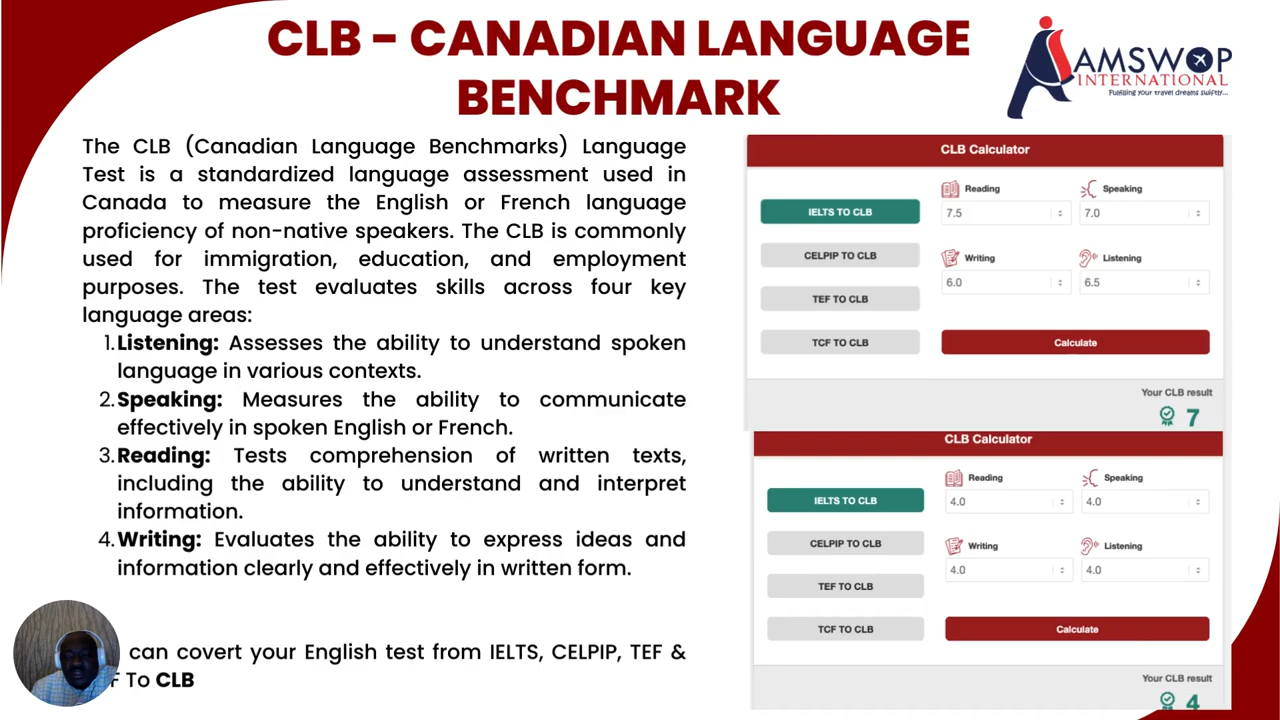 CLB – CANADIAN LANGUAGE
BENCHMARK
AMSWOP
INTERNATIONAL
Fulfilling your travel dreams swiftly...
The CLB (Canadian Language Benchmarks) Language
Test is a standardized language assessment used in
Canada to measure the English or French language
proficiency of non-native speakers. The CLB is commonly
used for immigration, education, and employment
purposes. The test evaluates skills across four key
language areas:
1. Listening: Assesses the ability to understand spoken
language in various contexts.
2. Speaking: Measures the ability to communicate
effectively in spoken English or French.
3. Reading: Tests comprehension of written texts,
including the ability to understand and interpret
information.
4. Writing: Evaluates the ability to express ideas and
information clearly and effectively in written form.
can covert your English test from IELTS, CELPIP, TEF &
F To CLB
CLB Calculator
IELTS TO CLB
CELPIP TO CLB
TEF TO CLB
TCF TO CLB
Reading
7.5
Speaking
7.0
Writing
6.0
Listening
6.5
Calculate
Your CLB result
7
CLB Calculator
IELTS TO CLB
CELPIP TO CLB
TEF TO CLB
TCF TO CLB
Reading
4.0
Speaking
4.0
Writing
4.0
Listening
4.0
Calculate
Your CLB result
4